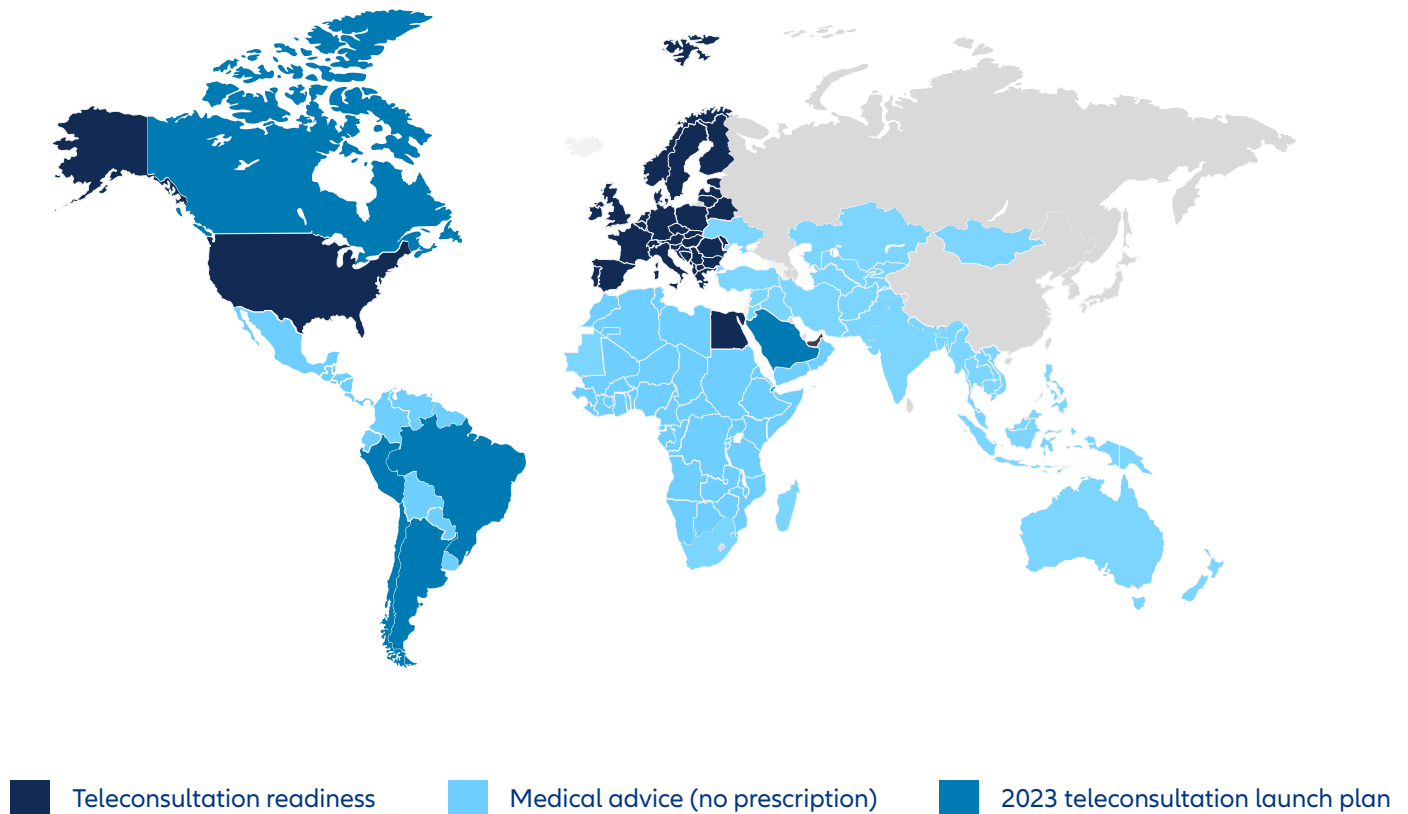 Teleconsultation readiness
Medical advice (no prescription)
2023 teleconsultation launch plan